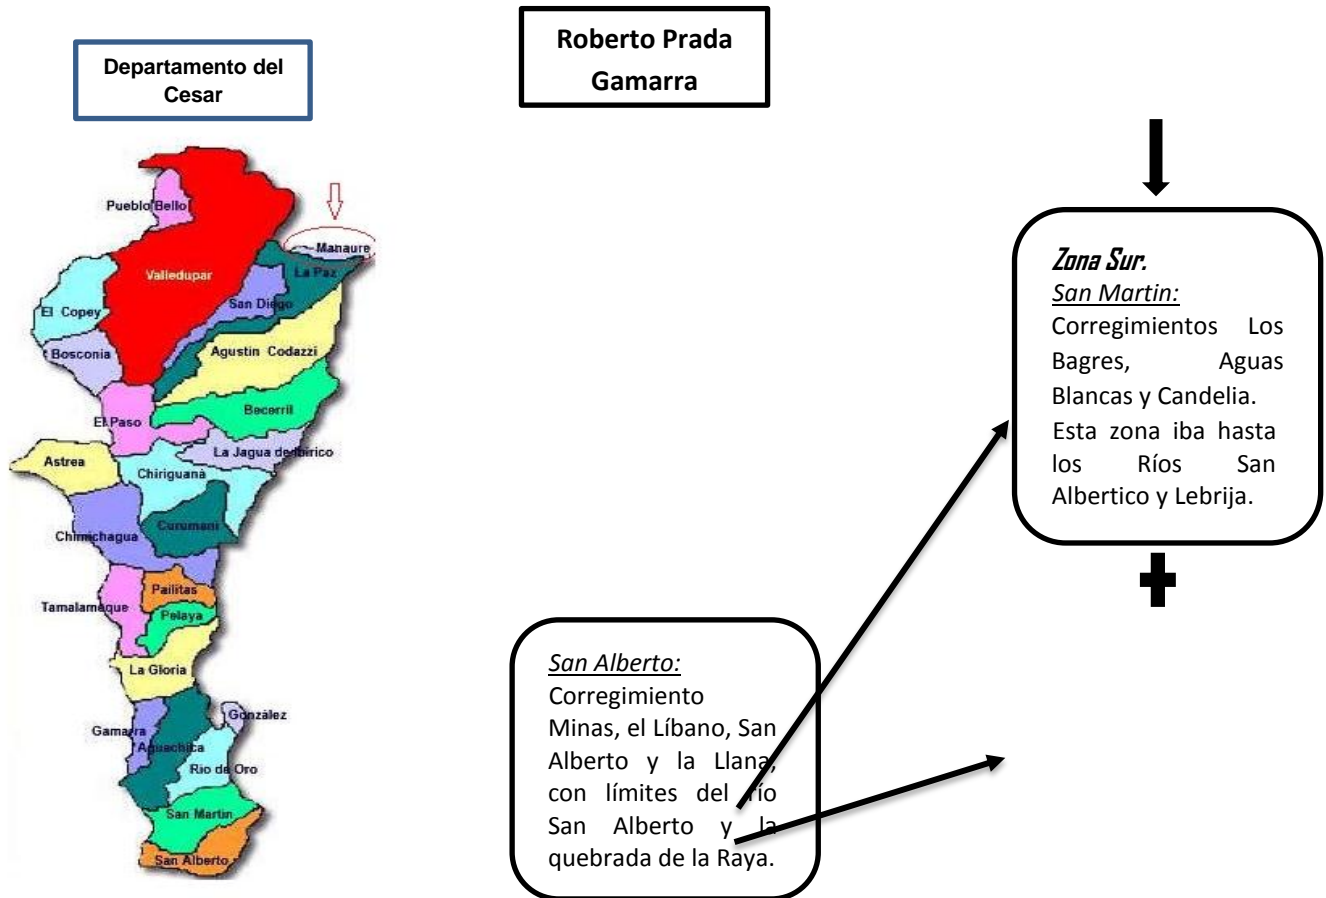 Departamento del
Cesar
Roberto Prada
Gamarra
Pueblo Bello
Manaure
La Paz
Valledupar
San Diego
El Copey
Bosconia
Agustin Codazzi
Becerril
El Paso
La Jagua de Ibirico
Astrea
Chiriguaná
Curumaní
Chimichagua
Pailitas
Tamalameque
Pelaya
La Gloria
González
Gamarra
Aguachica
Rio de Oro
San Martin
San Alberto
Zona Sur.
San Martin:
Corregimientos Los
Bagres, Aguas
Blancas y Candelia.
Esta zona iba hasta
los Ríos San
Albertico y Lebrija.
San Alberto:
Corregimiento
Minas, el Líbano, San
Alberto y la Llana,
con límites del río
San Alberto y la
quebrada de la Raya.